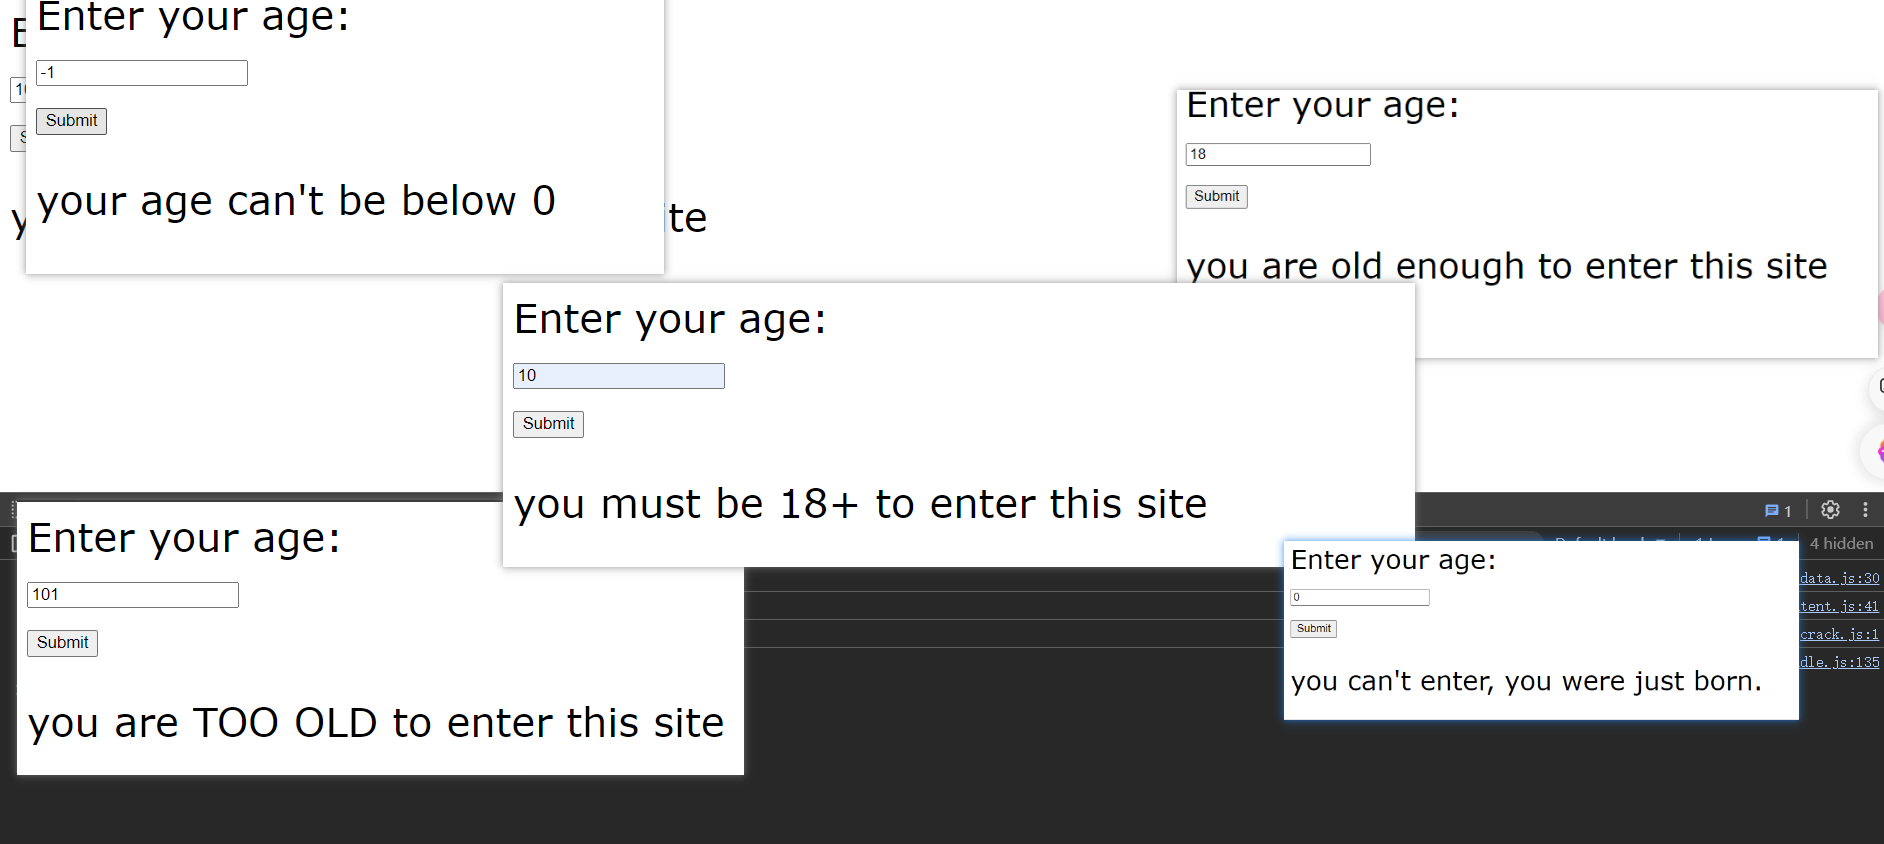 Enter your age:
-1
Submit
your age can't be below 0
Enter your age:
18
Submit
you are old enough to enter this site
Enter your age:
10
Submit
you must be 18+ to enter this site
Enter your age:
101
Submit
you are TOO OLD to enter this site
1
4 hidden
Enter your age:
0
Submit
you can't enter, you were just born.
data.js:30
tent.js:41
crack.js:1
dle.js:135